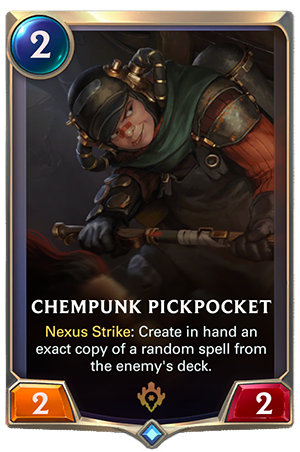 2
CHEMPUNK PICKPOCKET
Nexus Strike: Create in hand an
exact copy of a random spell from
the enemy's deck.
2 2